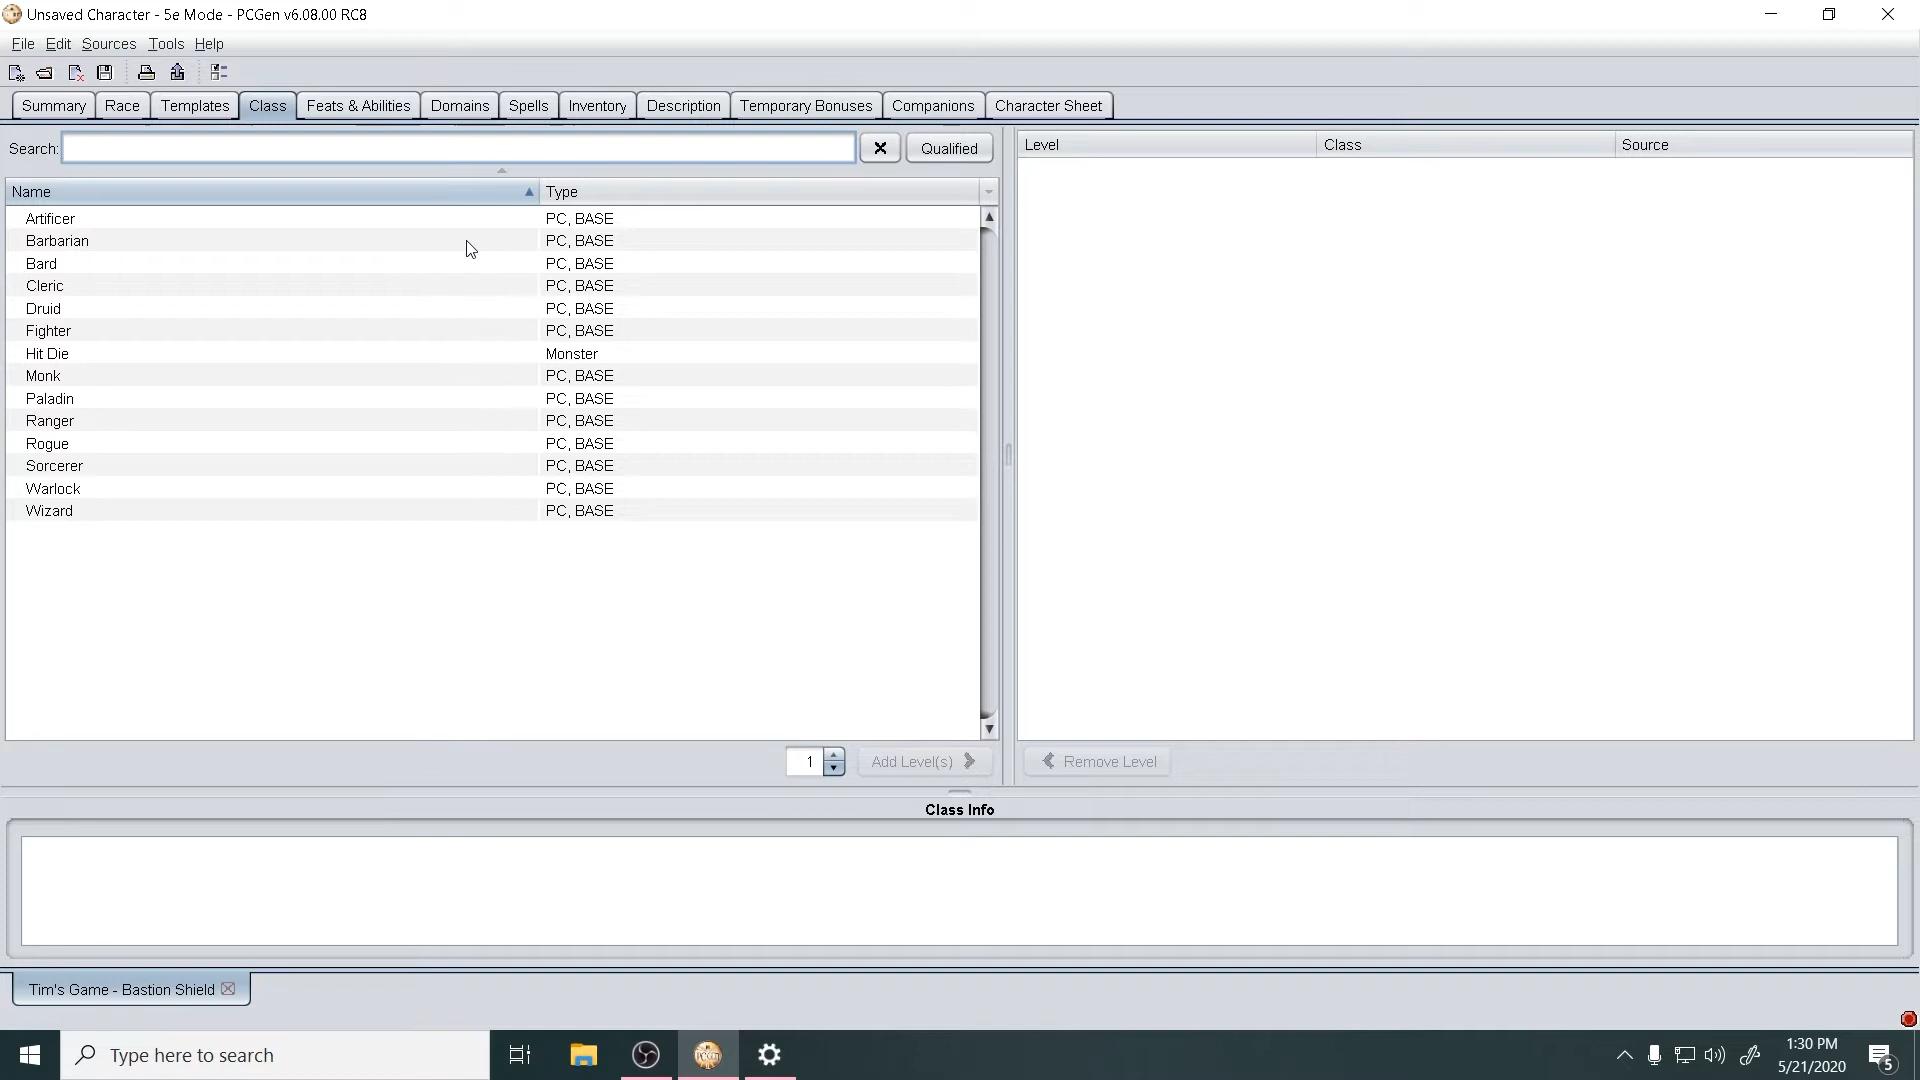 Unsaved Character - 5e Mode - PCGen v6.08.00 RC8
File Edit Sources Tools Help
Summary Race Templates Class Feats & Abilities Domains Spells Inventory Description Temporary Bonuses Companions Character Sheet
Search: Qualified
Level Class Source
Name Type
Artificer PC, BASE
Barbarian PC, BASE
Bard PC, BASE
Cleric PC, BASE
Druid PC, BASE
Fighter PC, BASE
Hit Die Monster
Monk PC, BASE
Paladin PC, BASE
Ranger PC, BASE
Rogue PC, BASE
Sorcerer PC, BASE
Warlock PC, BASE
Wizard PC, BASE
1 Add Level(s) Remove Level
Class Info
Tim's Game - Bastion Shield
Type here to search
1:30 PM
5/21/2020
5